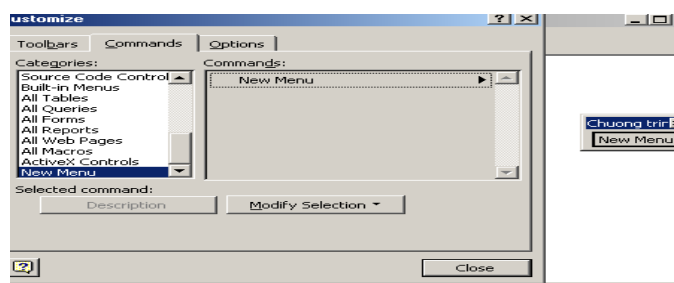 ustomize
Toolbars Commands Options
Categories:
Commands:
Source Code Control
Built-in Menus
All Tables
All Queries
All Forms
All Reports
All Web Pages
All Macros
ActiveX Controls
New Menu
New Menu
Selected command:
Description
Modify Selection
Close
Chuong trin
New Menu